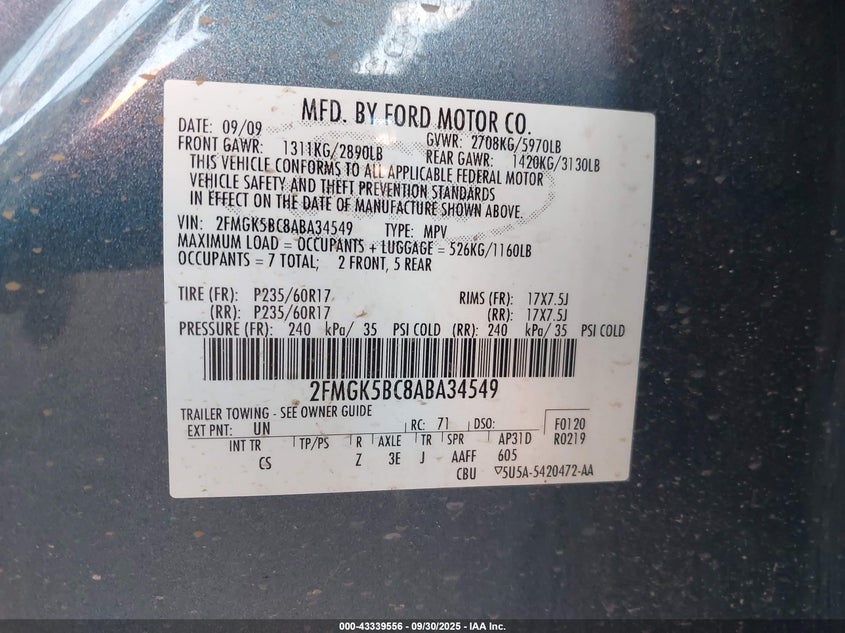 MFD. BY FORD MOTOR CO.
DATE: 09/09 GVWR: 2708KG/5970LB
FRONT GAWR: 1311KG/2890LB REAR GAWR: 1420KG/3130LB
THIS VEHICLE CONFORMS TO ALL APPLICABLE FEDERAL MOTOR
VEHICLE SAFETY AND THEFT PREVENTION STANDARDS
IN EFFECT ON THE DATE OF MANUFACTURE SHOWN ABOVE.
VIN: 2FMGK5BC8ABA34549 TYPE: MPV
MAXIMUM LOAD = OCCUPANTS + LUGGAGE = 526KG/1160LB
OCCUPANTS = 7 TOTAL; 2 FRONT, 5 REAR
TIRE (FR): P235/60R17 RIMS (FR): 17X7.5J
(RR): P235/60R17 (RR): 17X7.5J
PRESSURE (FR): 240 kPa/ 35 PSI COLD (RR): 240 kPa/ 35 PSI COLD
2FMGK5BC8ABA34549
TRAILER TOWING - SEE OWNER GUIDE
EXT PNT: UN RC: 71 DSO: F0120
INT TR TP/PS R AXLE TR SPR AP31D R0219
CS Z 3E J AAFF 605
CBU ▽5U5A-5420472-AA
000-43339556 - 09/30/2025 - IAA Inc.